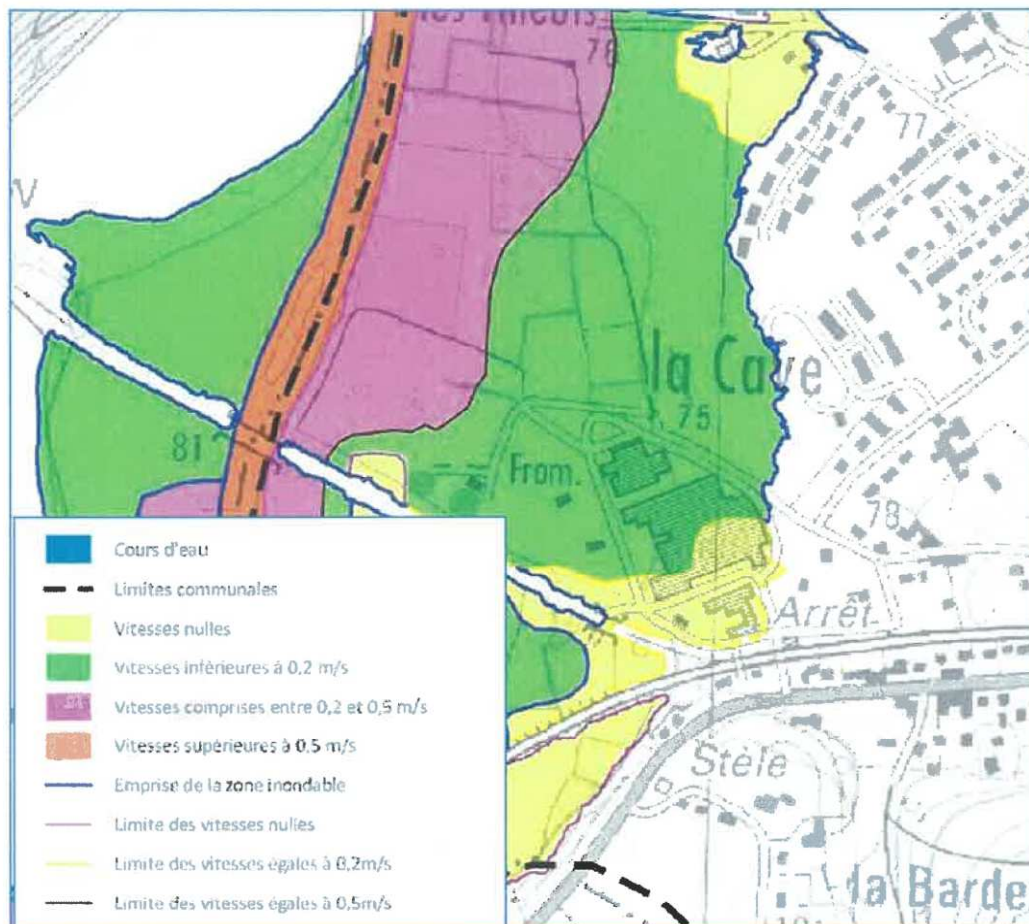 78
77
V
la Cave
75
81
From.
78
Arrêt
Stèle
la Barde
Cours d'eau
Limites communales
Vitesses nulles
Vitesses inférieures à 0,2 m/s
Vitesses comprises entre 0,2 et 0,5 m/s
Vitesses supérieures à 0,5 m/s
Emprise de la zone inondable
Limite des vitesses nulles
Limite des vitesses égales à 0,2m/s
Limite des vitesses égales à 0,5m/s